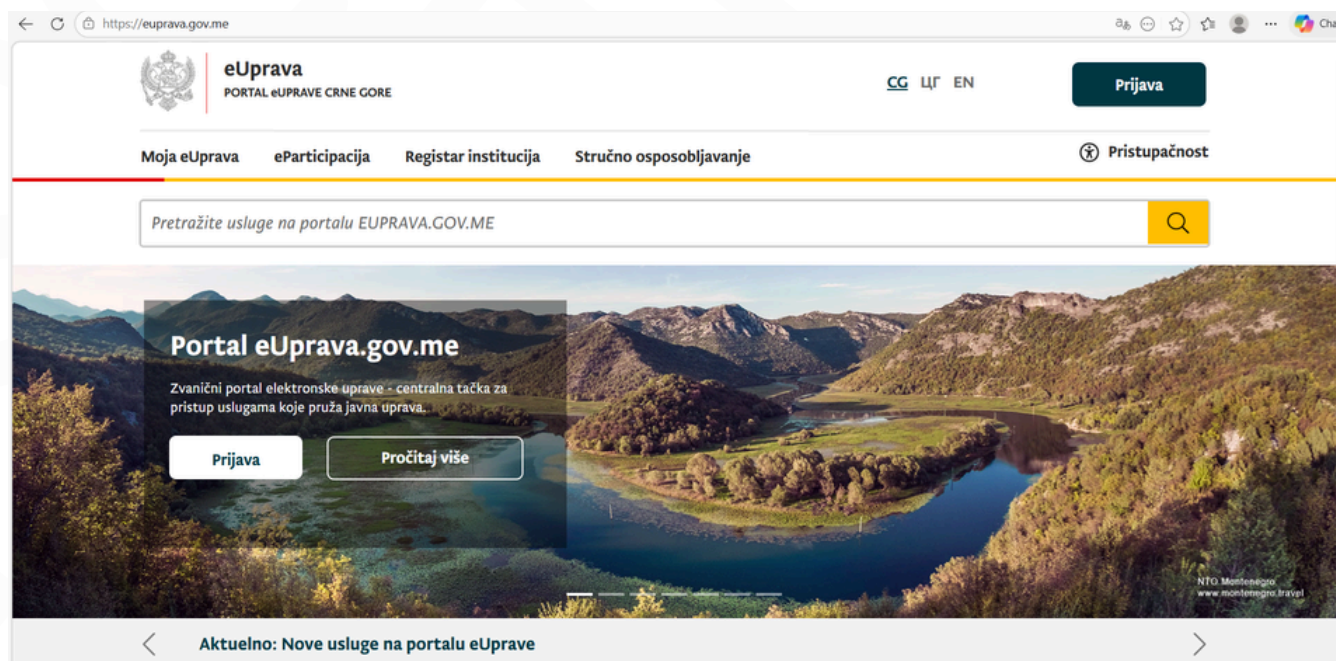 https://euprava.gov.me
Cha
eUprava
PORTAL eUPRAVE CRNE GORE
CG ЦГ EN
Prijava
Moja eUprava eParticipacija Registar institucija Stručno osposobljavanje
Pristupačnost
Pretražite usluge na portalu EUPRAVA.GOV.ME
Portal eUprava.gov.me
Zvanični portal elektronske uprave - centralna tačka za
pristup uslugama koje pruža javna uprava.
Prijava Pročitaj više
NTO Montenegro
www.montenegro.travel
Aktuelno: Nove usluge na portalu eUprave